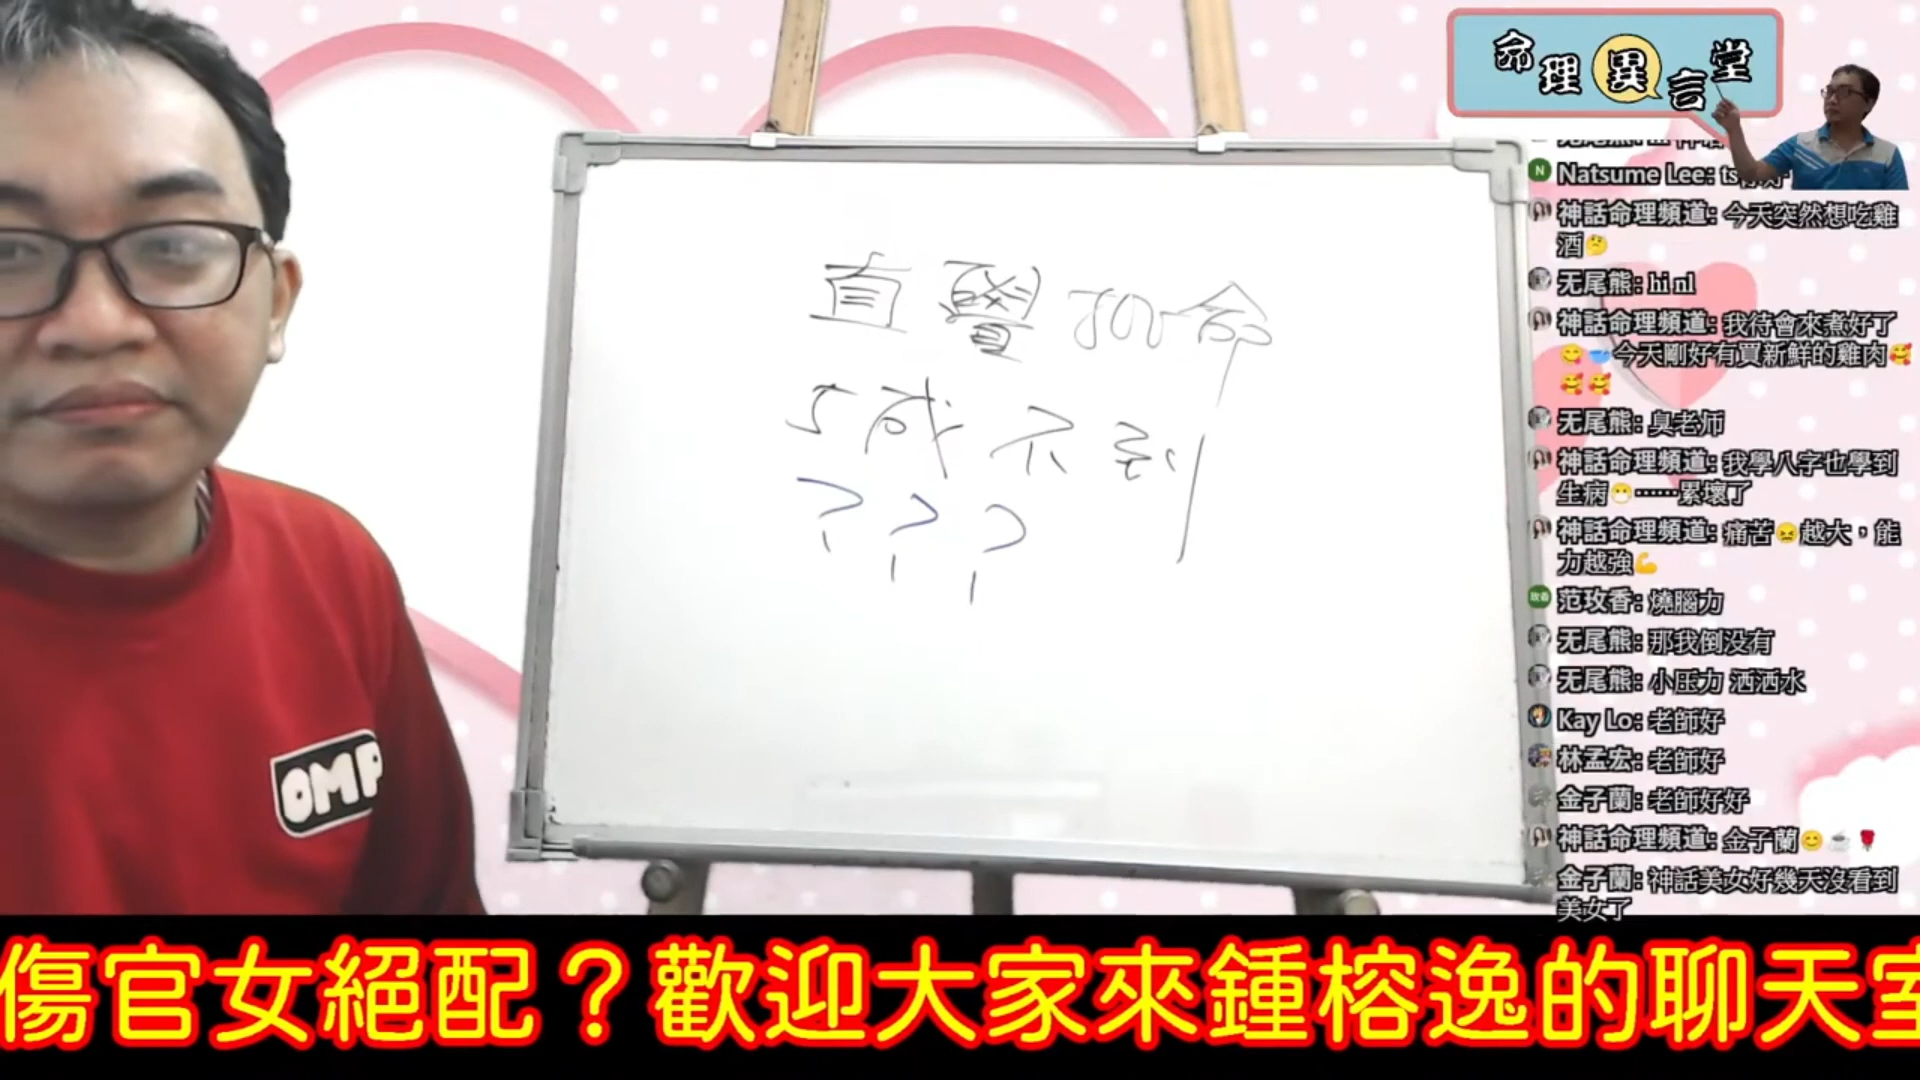 命理異言堂
直覺批命
5成不到
???
OMP
Natsume Lee: ts
神話命理頻道: 今天突然想吃雞
酒🤔
无尾熊: hi nl
神話命理頻道: 我待會來煮好了
😋🥣今天剛好有買新鮮的雞肉🥰
🥰🥰
无尾熊: 臭老师
神話命理頻道: 我學八字也學到
生病😷⋯⋯累壞了
神話命理頻道: 痛苦😖越大，能
力越強💪
范玫香: 燒腦力
无尾熊: 那我倒没有
无尾熊: 小压力 洒洒水
Kay Lo: 老師好
林孟宏: 老師好
金子蘭: 老師好好
神話命理頻道: 金子蘭😊☕🌹
金子蘭: 神話美女好幾天沒看到
美女了
傷官女絕配？歡迎大家來鍾榕逸的聊天室